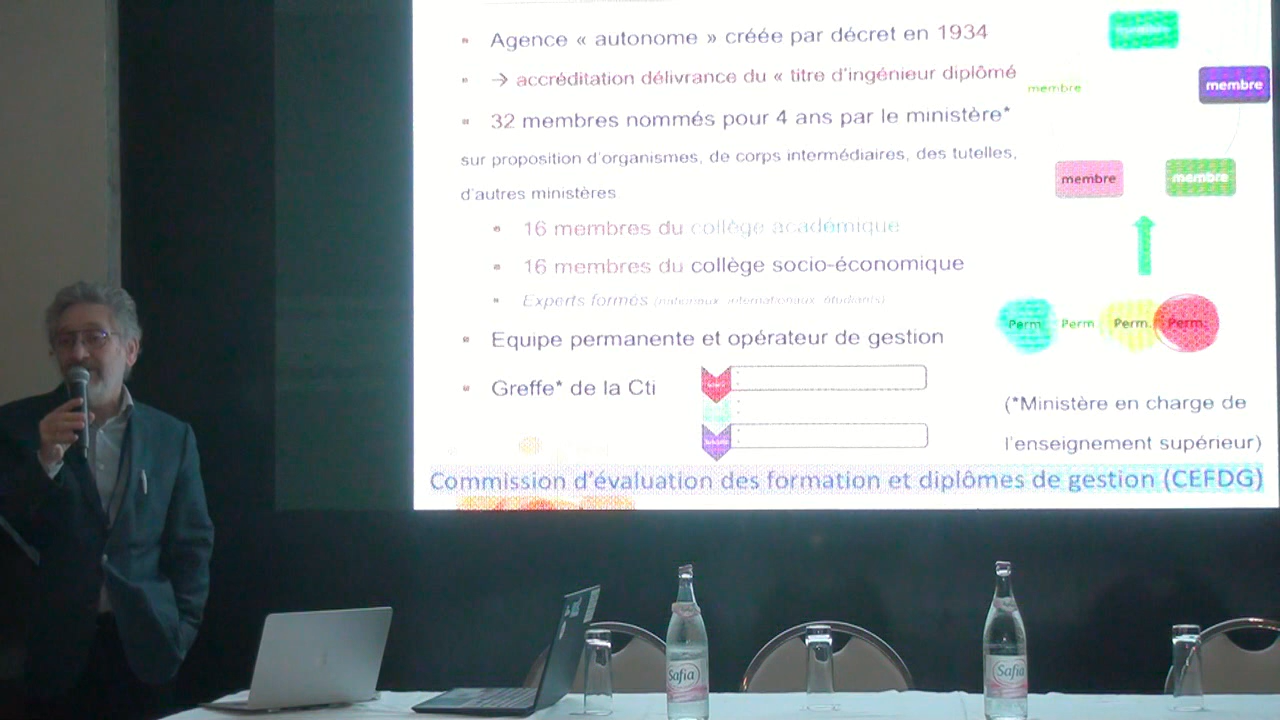 Agence « autonome » créée par décret en 1934
→ accréditation délivrance du « titre d'ingénieur diplômé
32 membres nommés pour 4 ans par le ministère*
sur proposition d'organismes, de corps intermédiaires, des tutelles,
d'autres ministères
16 membres du collège académique
16 membres du collège socio-économique
Experts formés (nationaux, internationaux, étudiants)
Equipe permanente et opérateur de gestion
Greffe* de la Cti
membre
membre
membre
membre
Perm.
Perm
Perm.
Perm.
(*Ministère en charge de
l'enseignement supérieur)
Commission d'évaluation des formation et diplômes de gestion (CEFDG)
Safia
Safia